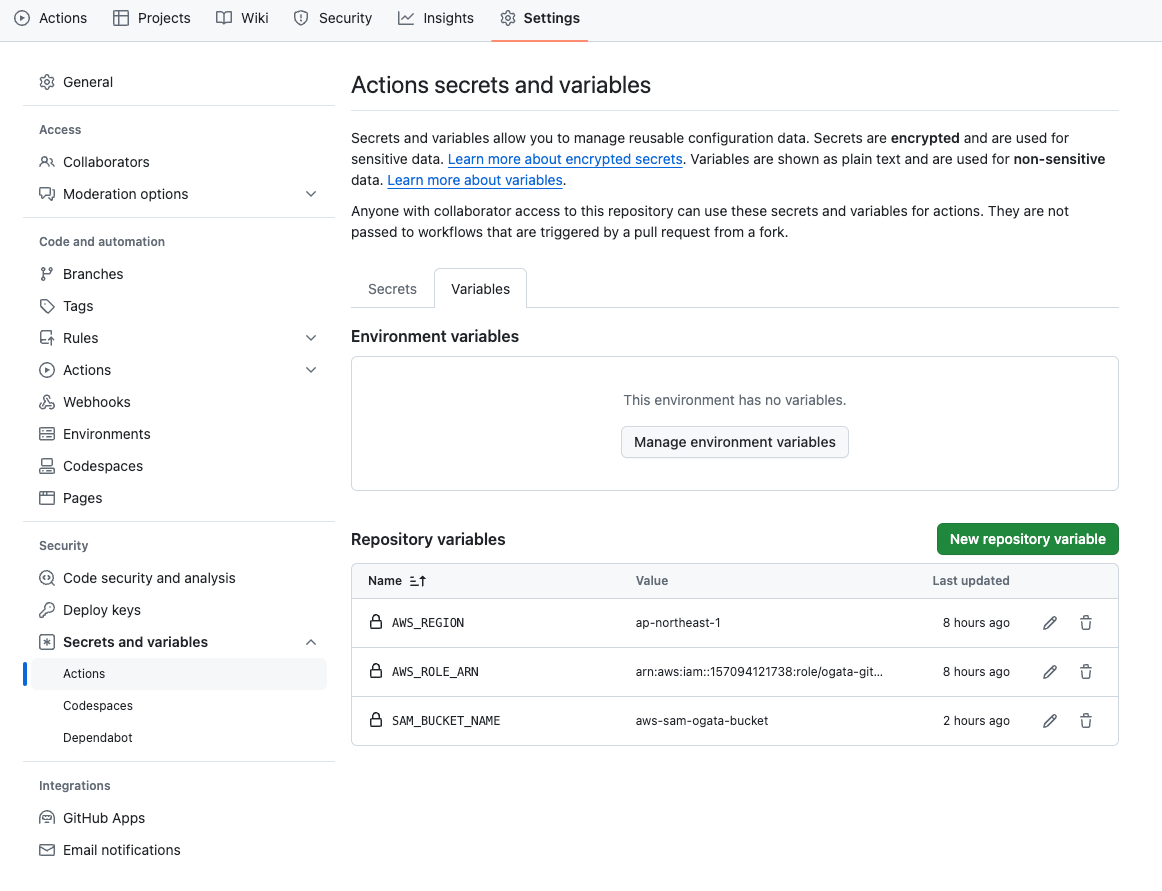 Actions Projects Wiki Security Insights Settings
General
Access
Collaborators
Moderation options
Code and automation
Branches
Tags
Rules
Actions
Webhooks
Environments
Codespaces
Pages
Security
Code security and analysis
Deploy keys
Secrets and variables
Actions
Codespaces
Dependabot
Integrations
GitHub Apps
Email notifications
Actions secrets and variables
Secrets and variables allow you to manage reusable configuration data. Secrets are encrypted and are used for
sensitive data. Learn more about encrypted secrets. Variables are shown as plain text and are used for non-sensitive
data. Learn more about variables.
Anyone with collaborator access to this repository can use these secrets and variables for actions. They are not
passed to workflows that are triggered by a pull request from a fork.
Secrets Variables
Environment variables
This environment has no variables.
Manage environment variables
Repository variables New repository variable
Name Value Last updated
AWS_REGION ap-northeast-1 8 hours ago
AWS_ROLE_ARN arn:aws:iam::157094121738:role/ogata-git... 8 hours ago
SAM_BUCKET_NAME aws-sam-ogata-bucket 2 hours ago